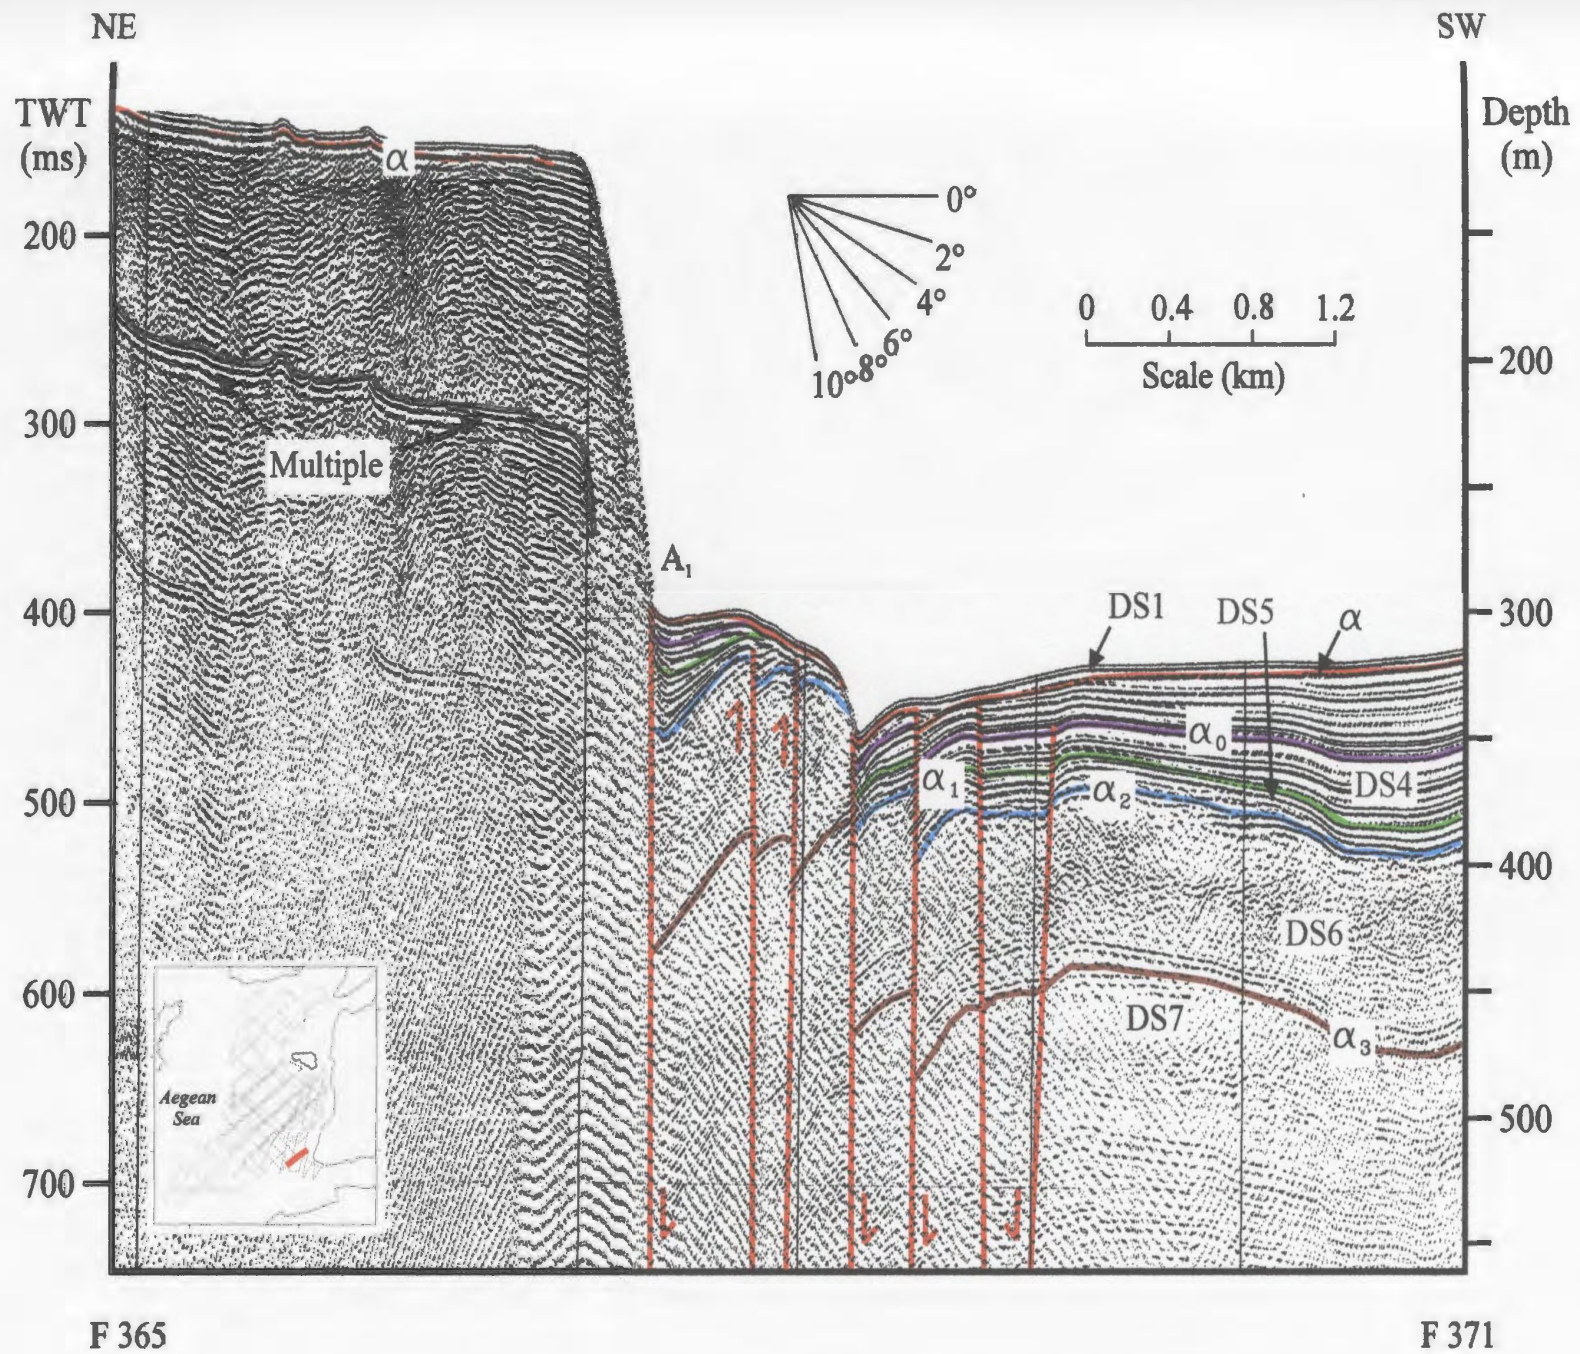 NE
SW
TWT
(ms)
Depth
(m)
α
0°
2°
4°
6°
8°
10°
200
300
400
500
600
700
0 0.4 0.8 1.2
Scale (km)
200
300
400
500
Multiple
A₁
DS1
DS5
α
α₀
DS4
α₁
α₂
DS6
DS7
α₃
Aegean
Sea
F 365
F 371